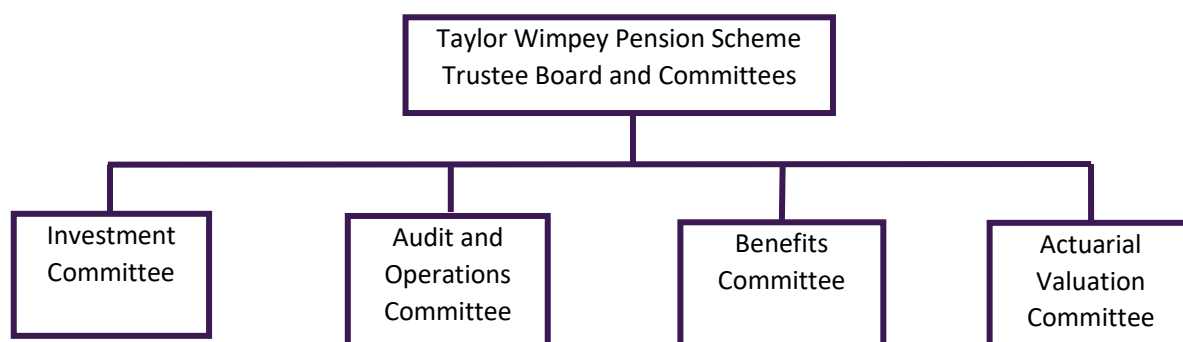 Taylor Wimpey Pension Scheme
Trustee Board and Committees
Investment
Committee
Audit and
Operations
Committee
Benefits
Committee
Actuarial
Valuation
Committee